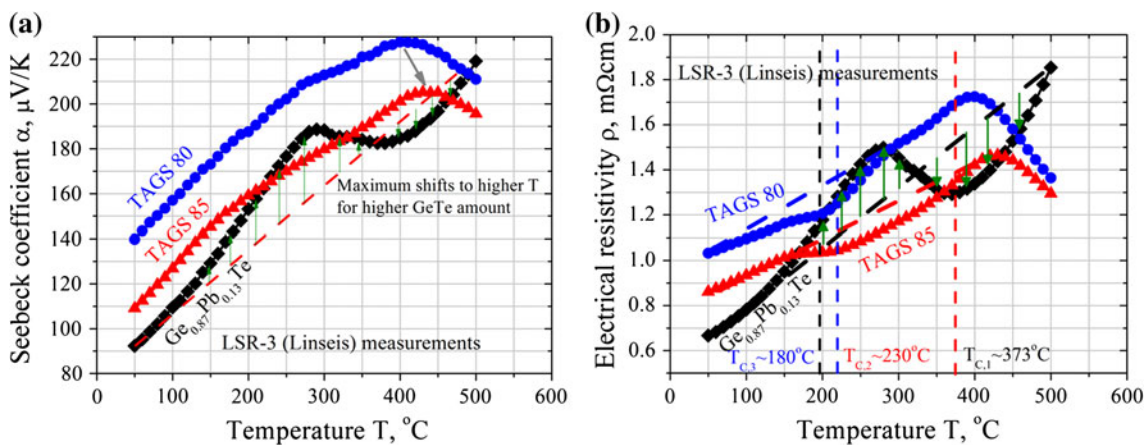 (a)
Seebeck coefficient α, μV/K
220
200
180
160
140
120
100
80
TAGS 80
TAGS 85
Ge0.87Pb0.13Te
Maximum shifts to higher T
for higher GeTe amount
LSR-3 (Linseis) measurements
0 100 200 300 400 500 600
Temperature T, °C
(b)
Electrical resistivity ρ, mΩcm
2.0
1.8
1.6
1.4
1.2
1.0
0.8
0.6
LSR-3 (Linseis) measurements
TAGS 80
TAGS 85
Ge0.87Pb0.13Te
TC,3~180°C
TC,2~230°C
TC,1~373°C
0 100 200 300 400 500 600
Temperature T, °C